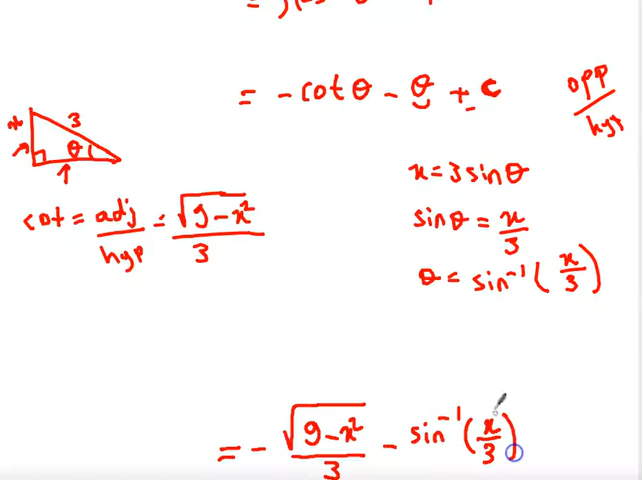 = -cot θ - θ + c
opp/hyp
x 3 θ
x = 3 sin θ
cot = adj/hyp = √(9-x²)/3
sin θ = x/3
θ = sin⁻¹(x/3)
= - √(9-x²)/3 - sin⁻¹(x/3)